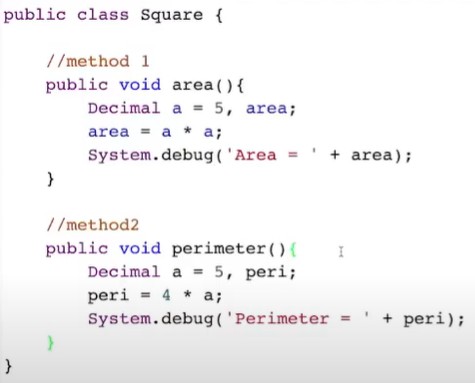 public class Square {
//method 1
public void area(){
Decimal a = 5, area;
area = a * a;
System.debug('Area = ' + area);
}
//method2
public void perimeter(){
Decimal a = 5, peri;
peri = 4 * a;
System.debug('Perimeter = ' + peri);
}
}